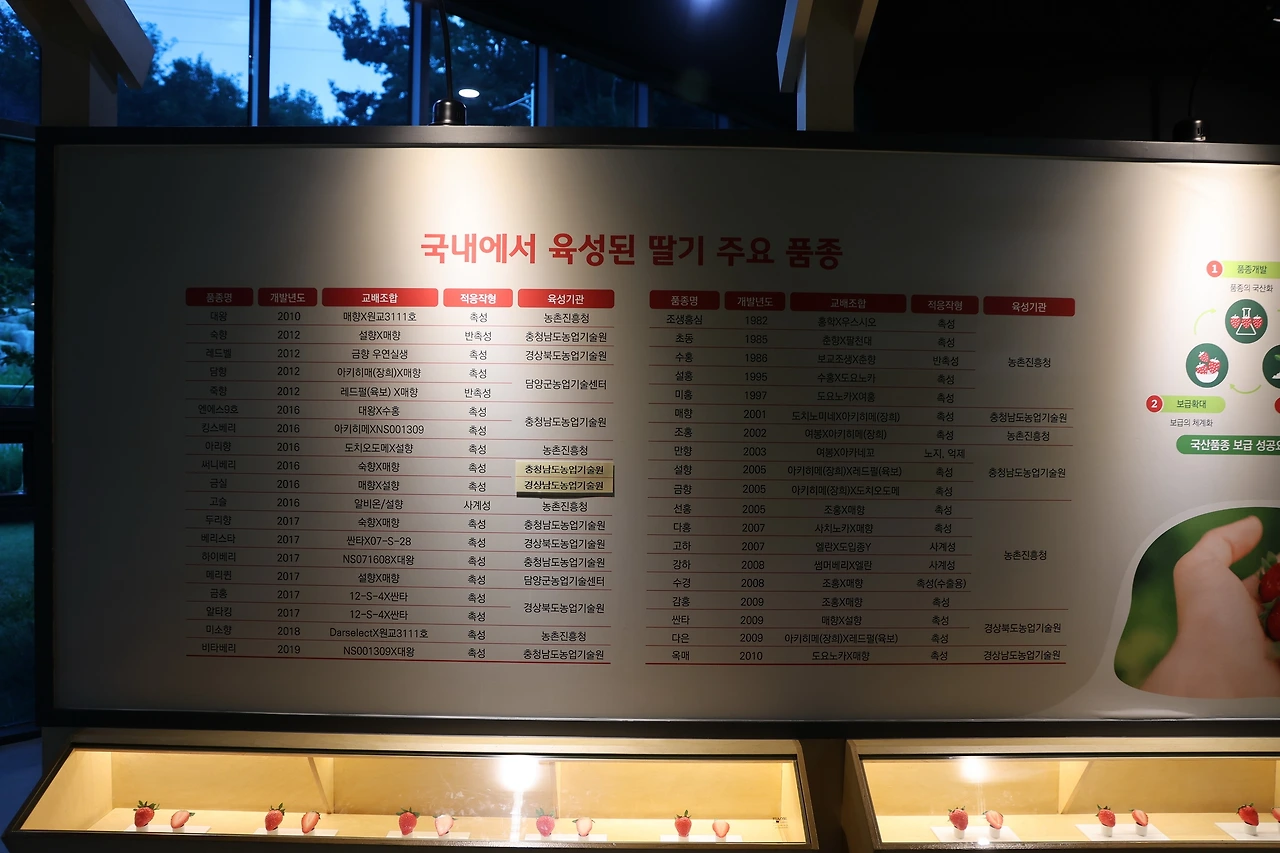 국내에서 육성된 딸기 주요 품종
품종명 개발년도 교배조합 적응작형 육성기관
대왕 2010 매향X원교3111호 촉성 농촌진흥청
숙향 2012 설향X매향 반촉성 충청남도농업기술원
레드벨 2012 금향 우연실생 촉성 경상북도농업기술원
담향 2012 아키히메(장희)X매향 촉성 담양군농업기술센터
죽향 2012 레드펄(육보) X매향 반촉성
엔에스9호 2016 대왕X수홍 촉성 충청남도농업기술원
킹스베리 2016 아키히메XNS001309 촉성
아리향 2016 도치오도메X설향 촉성 농촌진흥청
써니베리 2016 숙향X매향 촉성 충청남도농업기술원
금실 2016 매향X설향 촉성 경상남도농업기술원
고슬 2016 알비온/설향 사계성 농촌진흥청
두리향 2017 숙향X매향 촉성 충청남도농업기술원
베리스타 2017 싼타X07-S-28 촉성 경상북도농업기술원
하이베리 2017 NS071608X대왕 촉성 충청남도농업기술원
메리퀸 2017 설향X매향 촉성 담양군농업기술센터
금홍 2017 12-S-4X싼타 촉성 경상북도농업기술원
알타킹 2017 12-S-4X싼타 촉성
미소향 2018 Darselect X원교3111호 촉성 농촌진흥청
비타베리 2019 NS001309X대왕 촉성 충청남도농업기술원
품종명 개발년도 교배조합 적응작형 육성기관
조생홍심 1982 홍학X무스시오 촉성
초동 1985 춘향X팔천대 촉성
수홍 1986 보교조생X춘향 반촉성 농촌진흥청
설홍 1995 수홍X도요노카 촉성
미홍 1997 도요노카X여홍 촉성
매향 2001 도치노미네X아키히메(장희) 촉성 충청남도농업기술원
조홍 2002 여봉X아키히메(장희) 촉성 농촌진흥청
만향 2003 여봉X아카네꼬 노지, 억제
설향 2005 아키히메(장희)X레드펄(육보) 촉성 충청남도농업기술원
금향 2005 아키히메(장희)X도치오도메 촉성
선홍 2005 조홍X매향 촉성
다홍 2007 사치노카X매향 촉성
고하 2007 엘란X도입종Y 사계성 농촌진흥청
강하 2008 썸머베리X엘란 사계성
수경 2008 조홍X매향 촉성(수출용)
감홍 2009 조홍X매향 촉성
싼타 2009 매향X설향 촉성 경상북도농업기술원
다은 2009 아키히메(장희)X레드펄(육보) 촉성
옥매 2010 도요노카X매향 촉성 경상남도농업기술원
1 품종개발
품종의 국산화
2 보급확대
보급의 체계화
국산품종 보급 성공